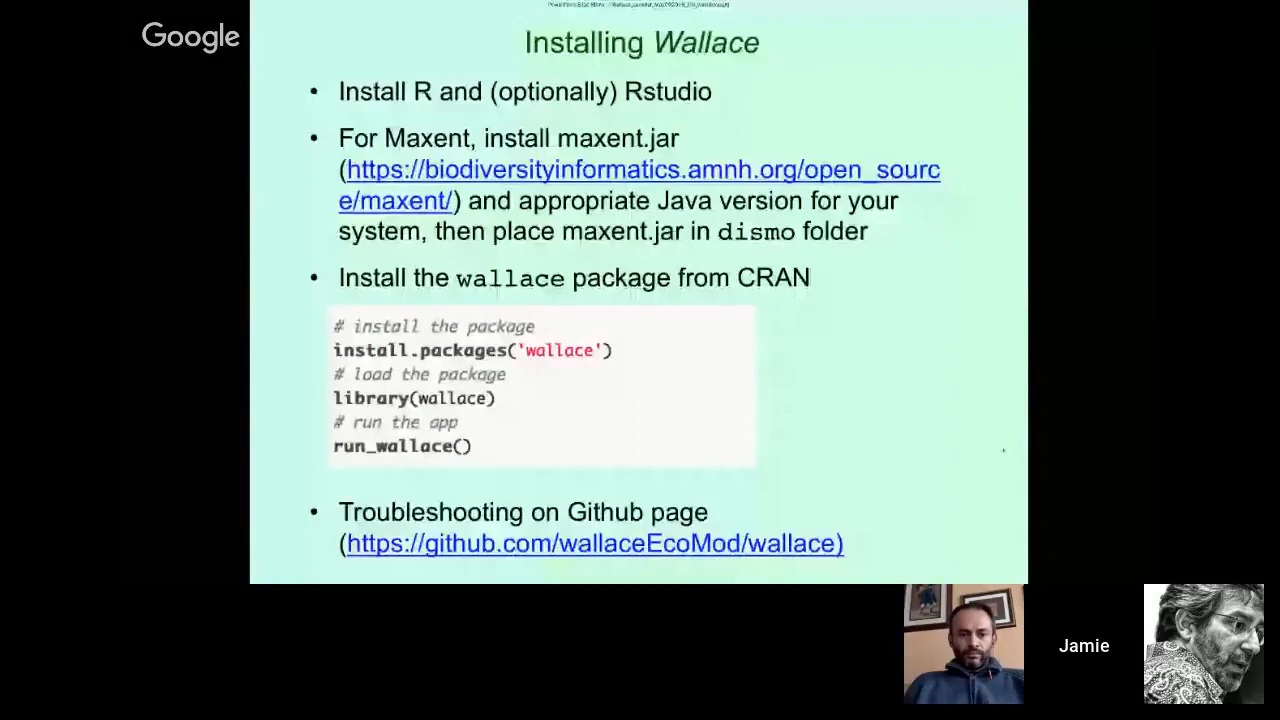 Google
Installing Wallace
• Install R and (optionally) Rstudio
• For Maxent, install maxent.jar
(https://biodiversityinformatics.amnh.org/open_sourc
e/maxent/) and appropriate Java version for your
system, then place maxent.jar in dismo folder
• Install the wallace package from CRAN
# install the package
install.packages('wallace')
# load the package
library(wallace)
# run the app
run_wallace()
• Troubleshooting on Github page
(https://github.com/wallaceEcoMod/wallace)
Jamie